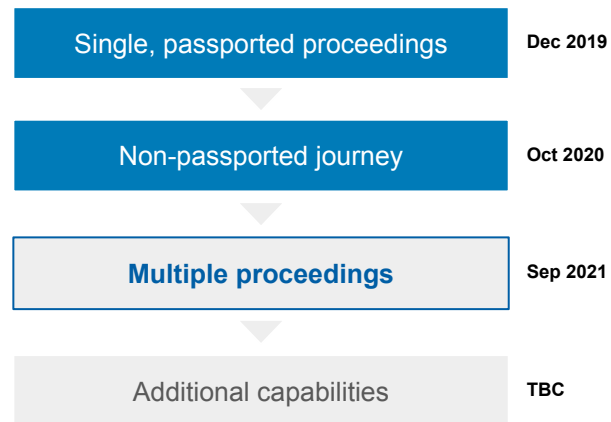 Single, passported proceedings Dec 2019
Non-passported journey Oct 2020
Multiple proceedings Sep 2021
Additional capabilities TBC